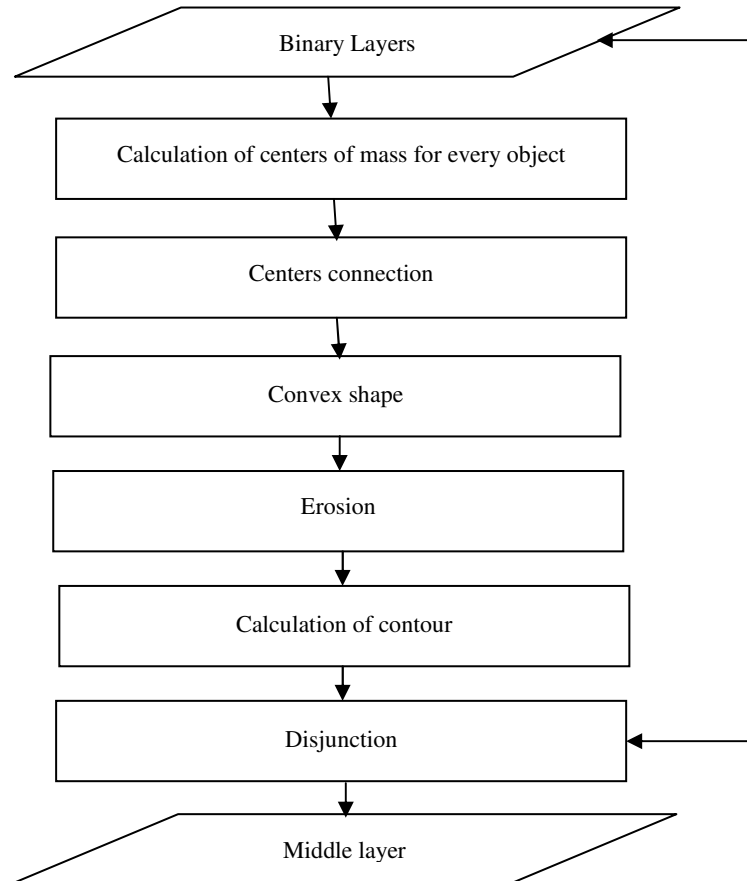 Binary Layers
Calculation of centers of mass for every object
Centers connection
Convex shape
Erosion
Calculation of contour
Disjunction
Middle layer